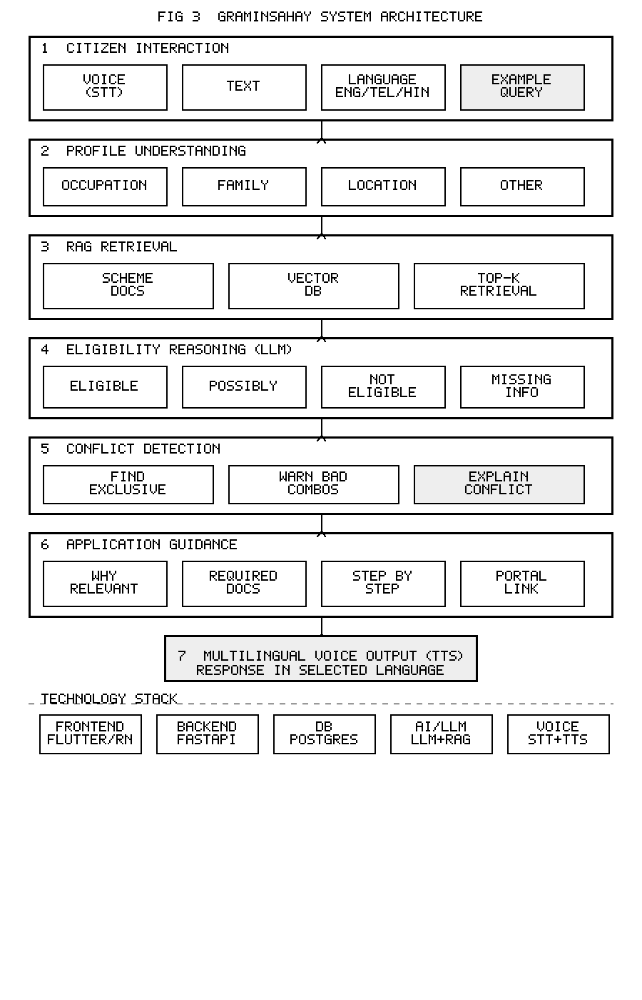 FIG 3  GRAMINSAHAY SYSTEM ARCHITECTURE
1  CITIZEN INTERACTION
VOICE
(STT)
TEXT
LANGUAGE
ENG/TEL/HIN
EXAMPLE
QUERY
2  PROFILE UNDERSTANDING
OCCUPATION
FAMILY
LOCATION
OTHER
3  RAG RETRIEVAL
SCHEME
DOCS
VECTOR
DB
TOP-K
RETRIEVAL
4  ELIGIBILITY REASONING (LLM)
ELIGIBLE
POSSIBLY
NOT
ELIGIBLE
MISSING
INFO
5  CONFLICT DETECTION
FIND
EXCLUSIVE
WARN BAD
COMBOS
EXPLAIN
CONFLICT
6  APPLICATION GUIDANCE
WHY
RELEVANT
REQUIRED
DOCS
STEP BY
STEP
PORTAL
LINK
7  MULTILINGUAL VOICE OUTPUT (TTS)
RESPONSE IN SELECTED LANGUAGE
TECHNOLOGY STACK
FRONTEND
FLUTTER/RN
BACKEND
FASTAPI
DB
POSTGRES
AI/LLM
LLM+RAG
VOICE
STT+TTS